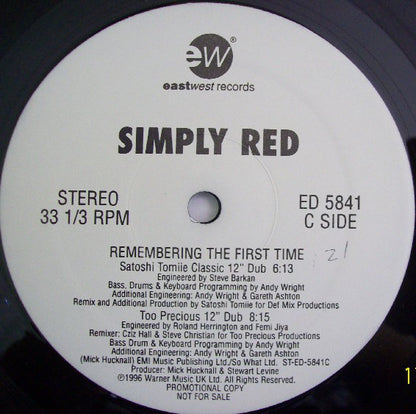 ew®
eastwest records
SIMPLY RED
STEREO
33 1/3 RPM
ED 5841
C SIDE
REMEMBERING THE FIRST TIME
Satoshi Tomiie Classic 12" Dub 6:13
Engineered by Steve Barkan
Bass, Drums & Keyboard Programming by Andy Wright
Additional Engineering: Andy Wright & Gareth Ashton
Remix and Additional Production by Satoshi Tomiie for Def Mix Productions
Too Precious 12" Dub 8:15
Engineered by Roland Herrington and Femi Jiya
Remixer: Cziz Hall & Steve Christian for Too Precious Productions
Bass Drum & Keyboard Programming by Andy Wright
Additional Engineering: Andy Wright & Gareth Ashton
(Mick Hucknall) EMI Music Publishing Ltd./So What Ltd. ST-ED-5841C
Producer: Mick Hucknall & Stewart Levine
℗1996 Warner Music UK Ltd. All Rights Reserved.
PROMOTIONAL COPY
NOT FOR SALE